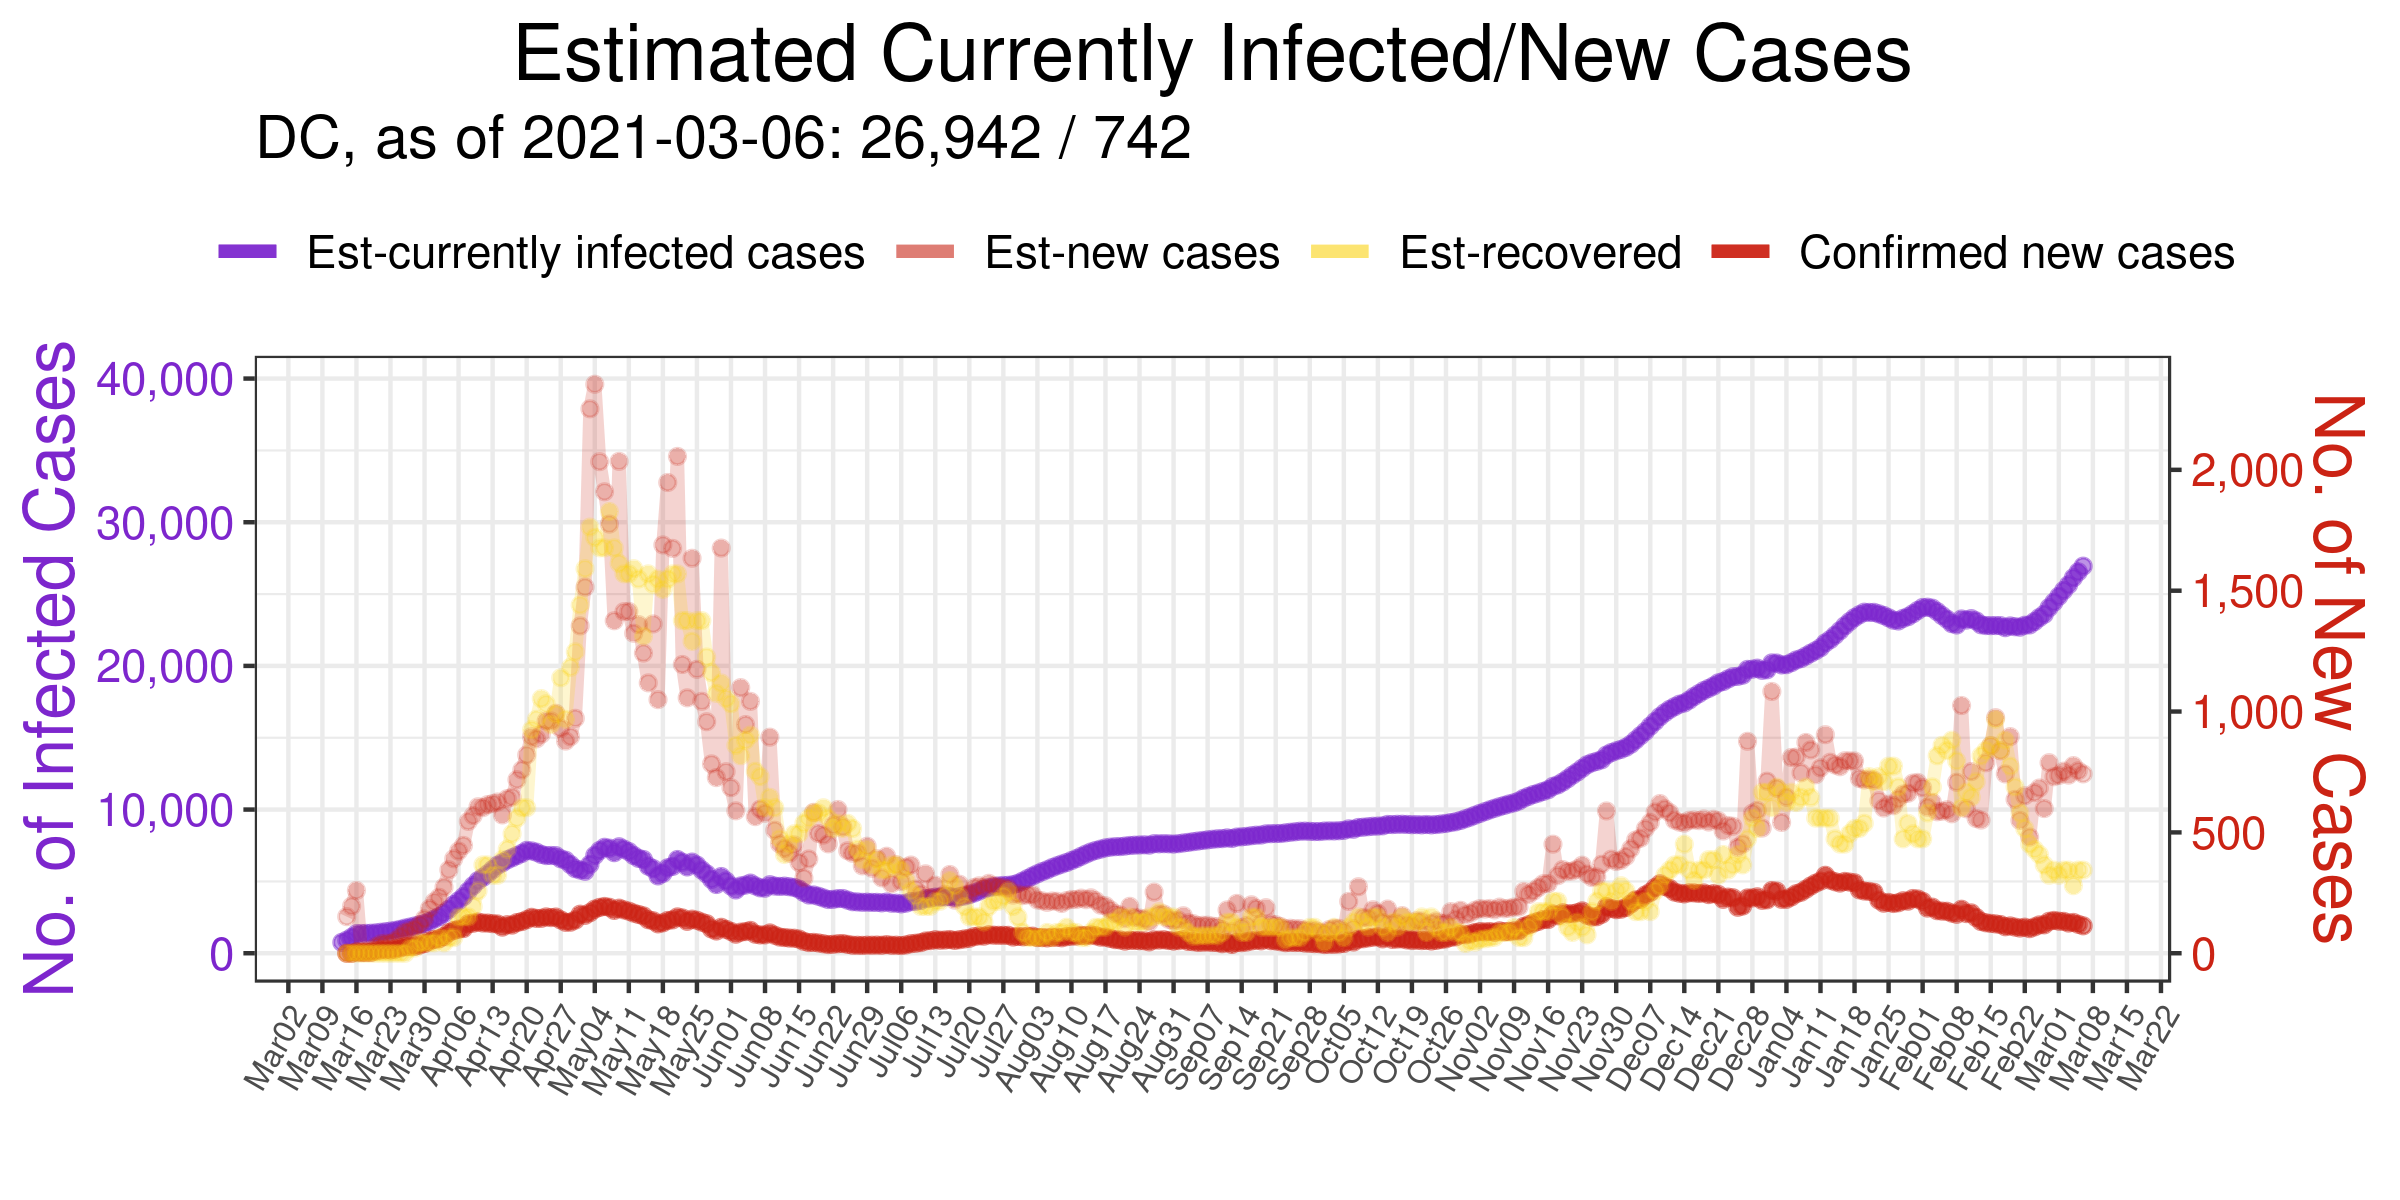 Estimated Currently Infected/New Cases
DC, as of 2021-03-06: 26,942 / 742
Est-currently infected cases Est-new cases Est-recovered Confirmed new cases
No. of Infected Cases
40,000
30,000
20,000
10,000
0
2,000
1,500
1,000
500
0
No. of New Cases
Mar02 Mar09 Mar16 Mar23 Mar30 Apr06 Apr13 Apr20 Apr27 May04 May11 May18 May25 Jun01 Jun08 Jun15 Jun22 Jun29 Jul06 Jul13 Jul20 Jul27 Aug03 Aug10 Aug17 Aug24 Aug31 Sep07 Sep14 Sep21 Sep28 Oct05 Oct12 Oct19 Oct26 Nov02 Nov09 Nov16 Nov23 Nov30 Dec07 Dec14 Dec21 Dec28 Jan04 Jan11 Jan18 Jan25 Feb01 Feb08 Feb15 Feb22 Mar01 Mar08 Mar15 Mar22